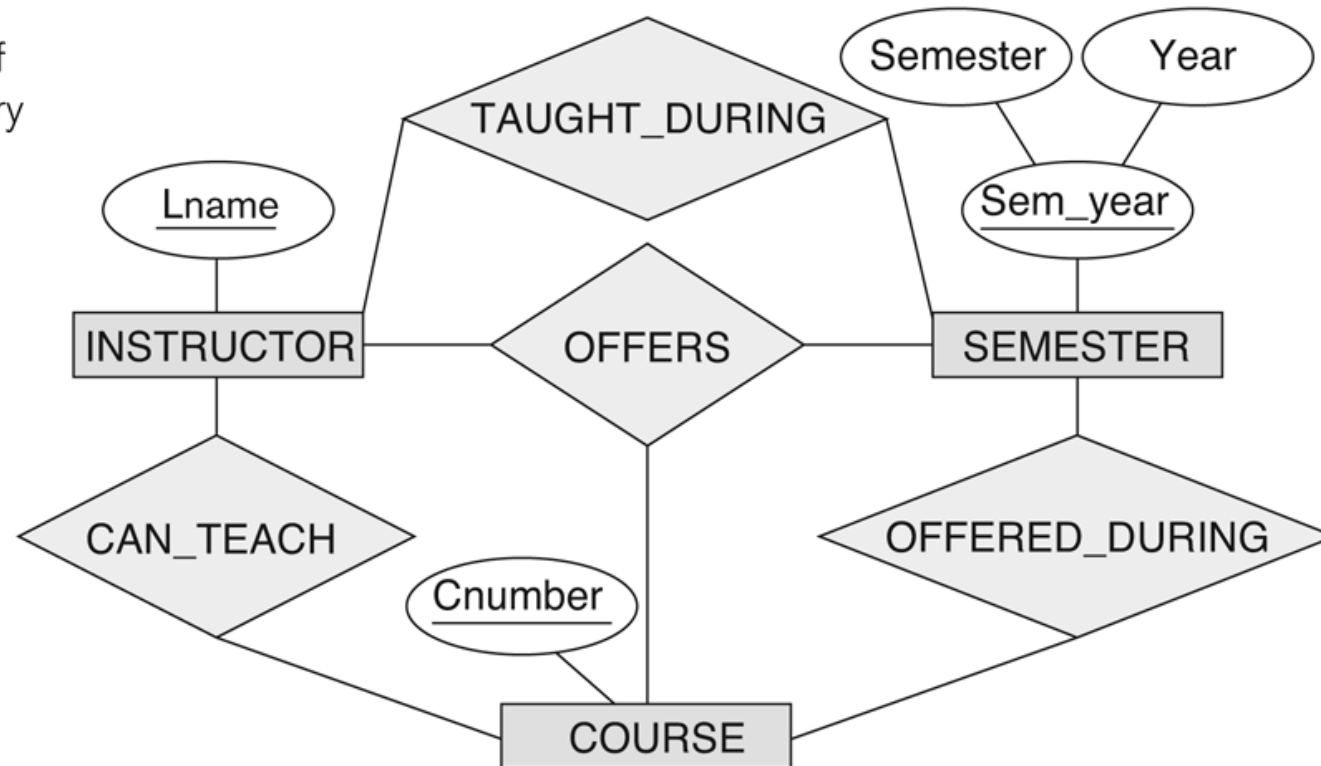 TAUGHT_DURING
Semester
Year
Lname
Sem_year
INSTRUCTOR
OFFERS
SEMESTER
CAN_TEACH
OFFERED_DURING
Cnumber
COURSE